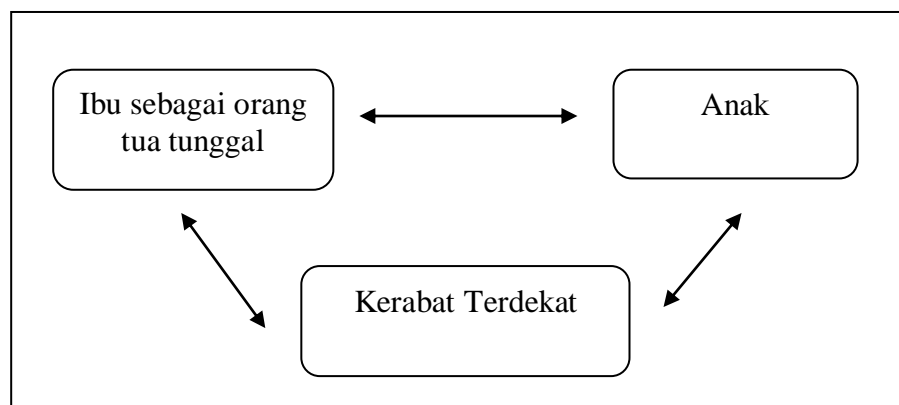 Ibu sebagai orang
tua tunggal
Anak
Kerabat Terdekat